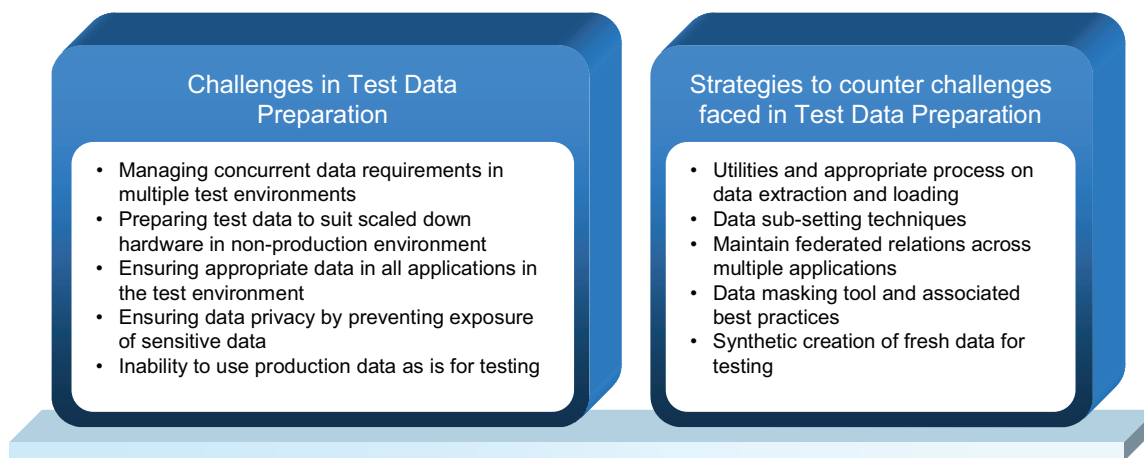 Challenges in Test Data
Preparation
• Managing concurrent data requirements in
multiple test environments
• Preparing test data to suit scaled down
hardware in non-production environment
• Ensuring appropriate data in all applications in
the test environment
• Ensuring data privacy by preventing exposure
of sensitive data
• Inability to use production data as is for testing
Strategies to counter challenges
faced in Test Data Preparation
• Utilities and appropriate process on
data extraction and loading
• Data sub-setting techniques
• Maintain federated relations across
multiple applications
• Data masking tool and associated
best practices
• Synthetic creation of fresh data for
testing